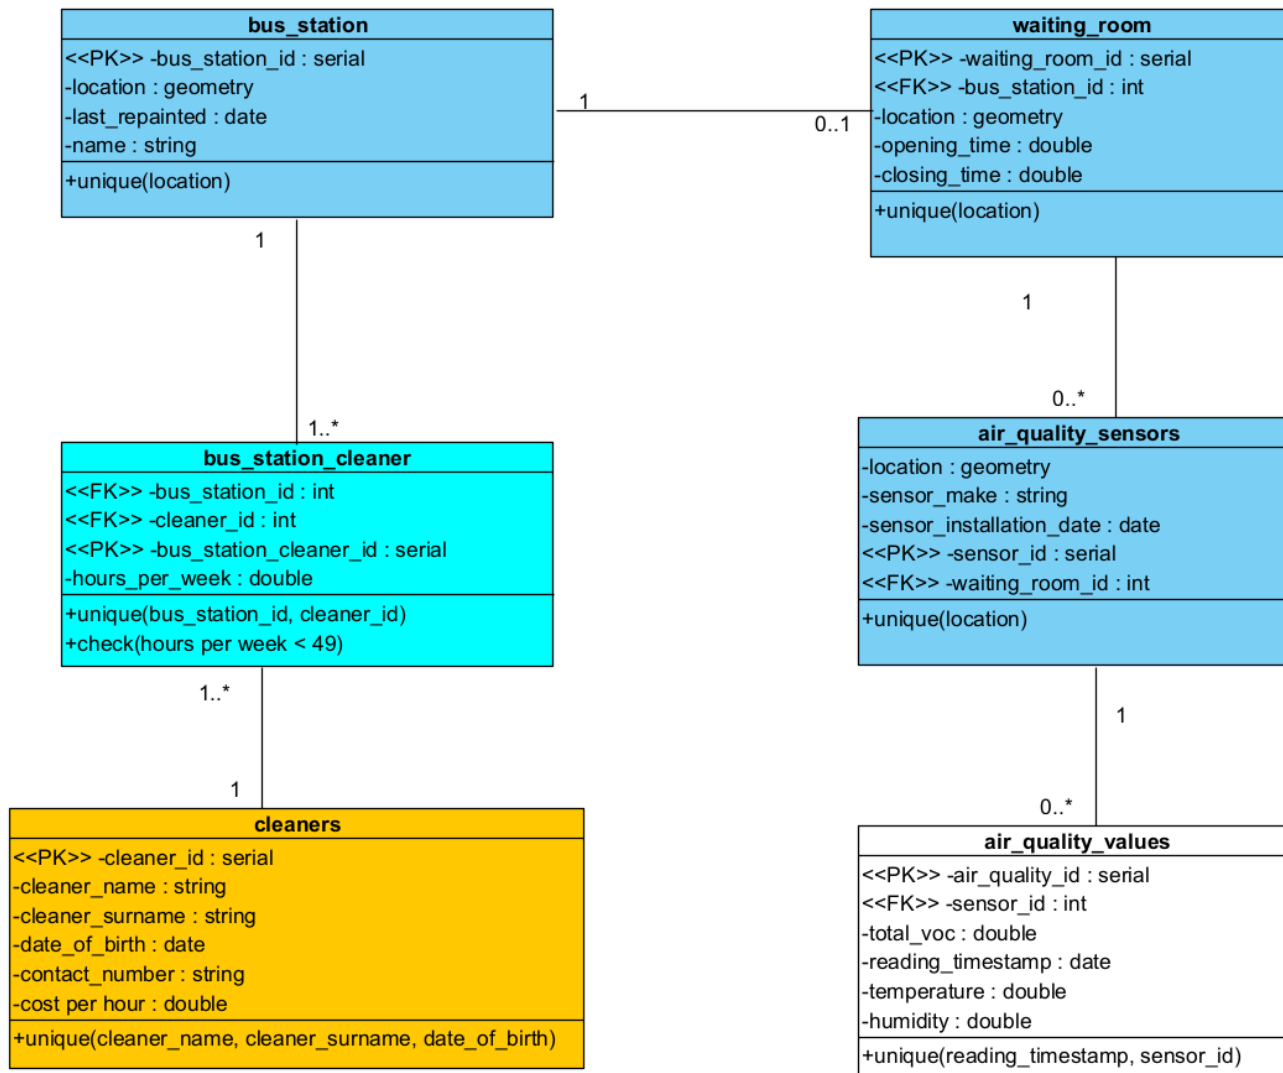 bus_station
<<PK>> -bus_station_id : serial
-location : geometry
-last_repainted : date
-name : string
+unique(location)
waiting_room
<<PK>> -waiting_room_id : serial
<<FK>> -bus_station_id : int
-location : geometry
-opening_time : double
-closing_time : double
+unique(location)
1
0..1
1
1..*
1
0..*
bus_station_cleaner
<<FK>> -bus_station_id : int
<<FK>> -cleaner_id : int
<<PK>> -bus_station_cleaner_id : serial
-hours_per_week : double
+unique(bus_station_id, cleaner_id)
+check(hours per week < 49)
air_quality_sensors
-location : geometry
-sensor_make : string
-sensor_installation_date : date
<<PK>> -sensor_id : serial
<<FK>> -waiting_room_id : int
+unique(location)
1..*
1
1
0..*
cleaners
<<PK>> -cleaner_id : serial
-cleaner_name : string
-cleaner_surname : string
-date_of_birth : date
-contact_number : string
-cost per hour : double
+unique(cleaner_name, cleaner_surname, date_of_birth)
air_quality_values
<<PK>> -air_quality_id : serial
<<FK>> -sensor_id : int
-total_voc : double
-reading_timestamp : date
-temperature : double
-humidity : double
+unique(reading_timestamp, sensor_id)